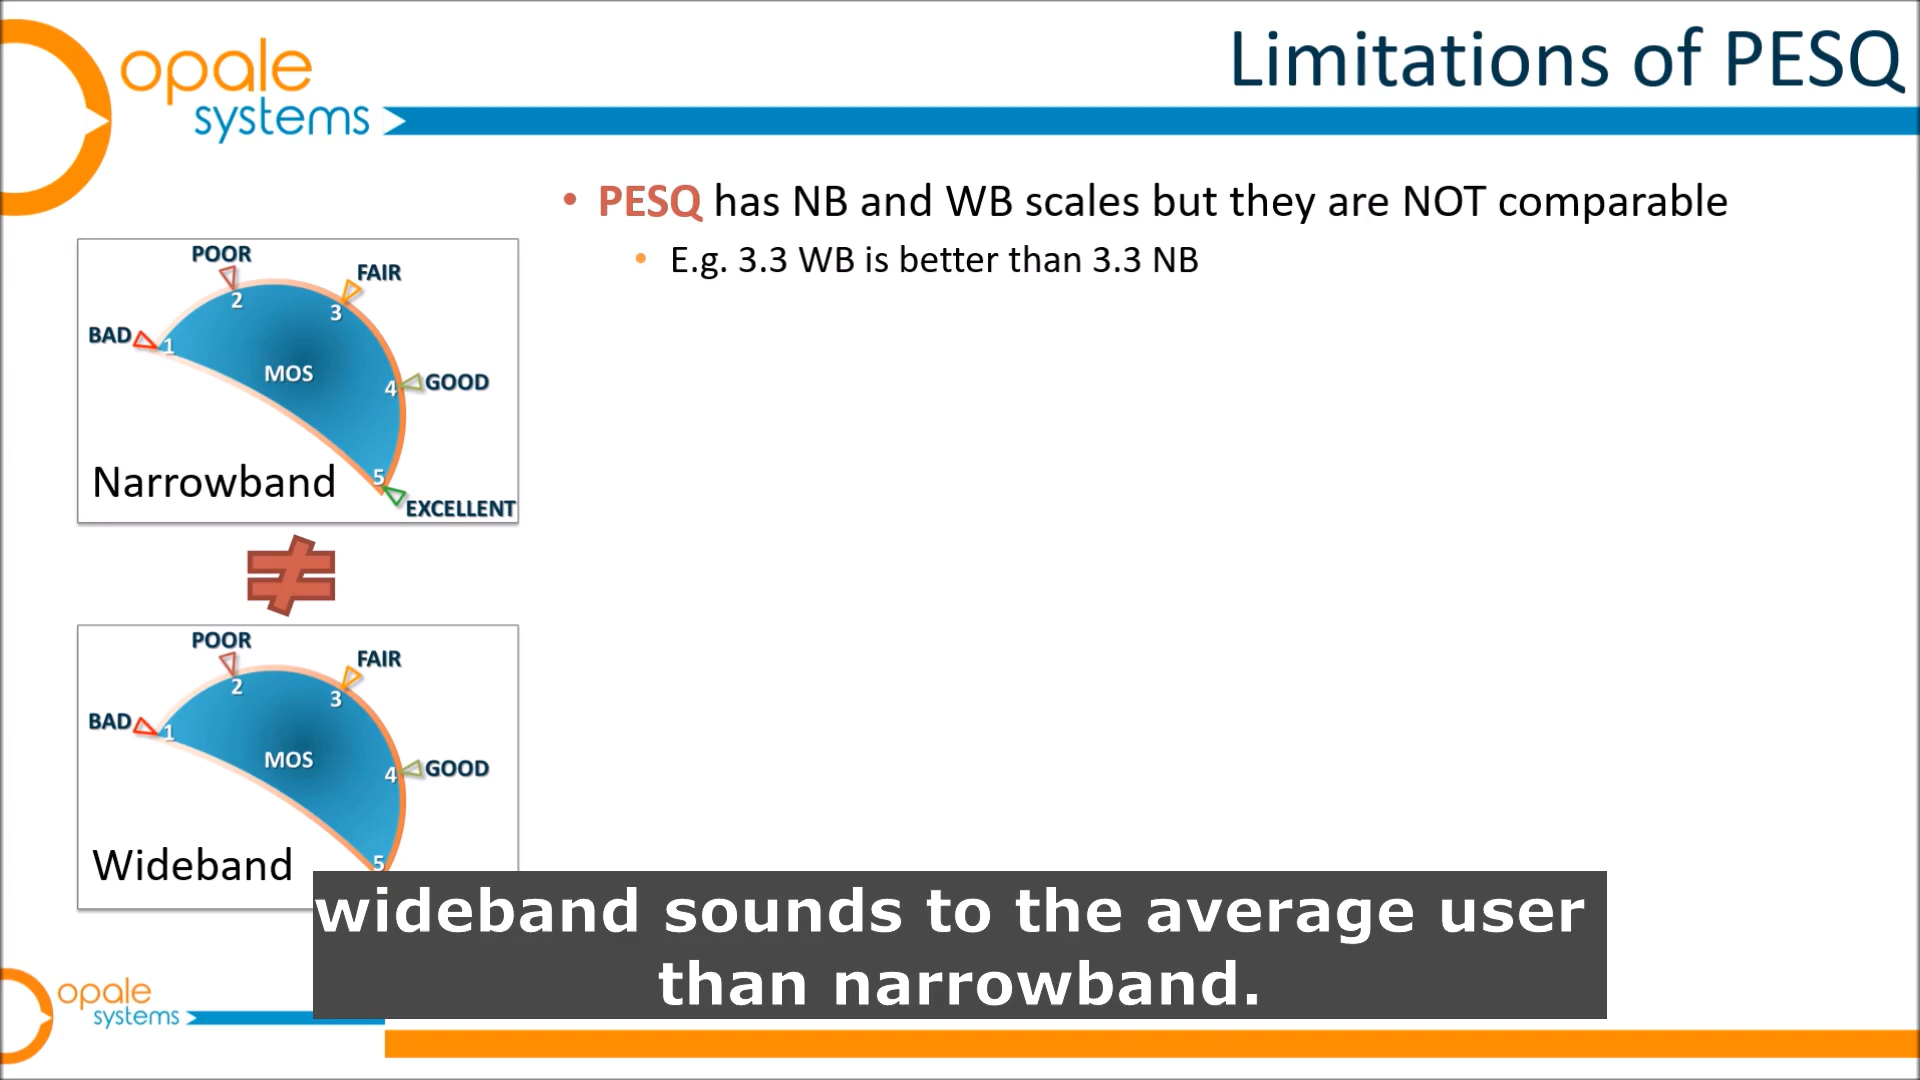 opale
systems
Limitations of PESQ
• PESQ has NB and WB scales but they are NOT comparable
• E.g. 3.3 WB is better than 3.3 NB
POOR
FAIR
2
3
BAD
1
MOS
4
GOOD
Narrowband
5
EXCELLENT
≠
POOR
FAIR
2
3
BAD
1
MOS
4
GOOD
Wideband
5
wideband sounds to the average user
than narrowband.
opale
systems